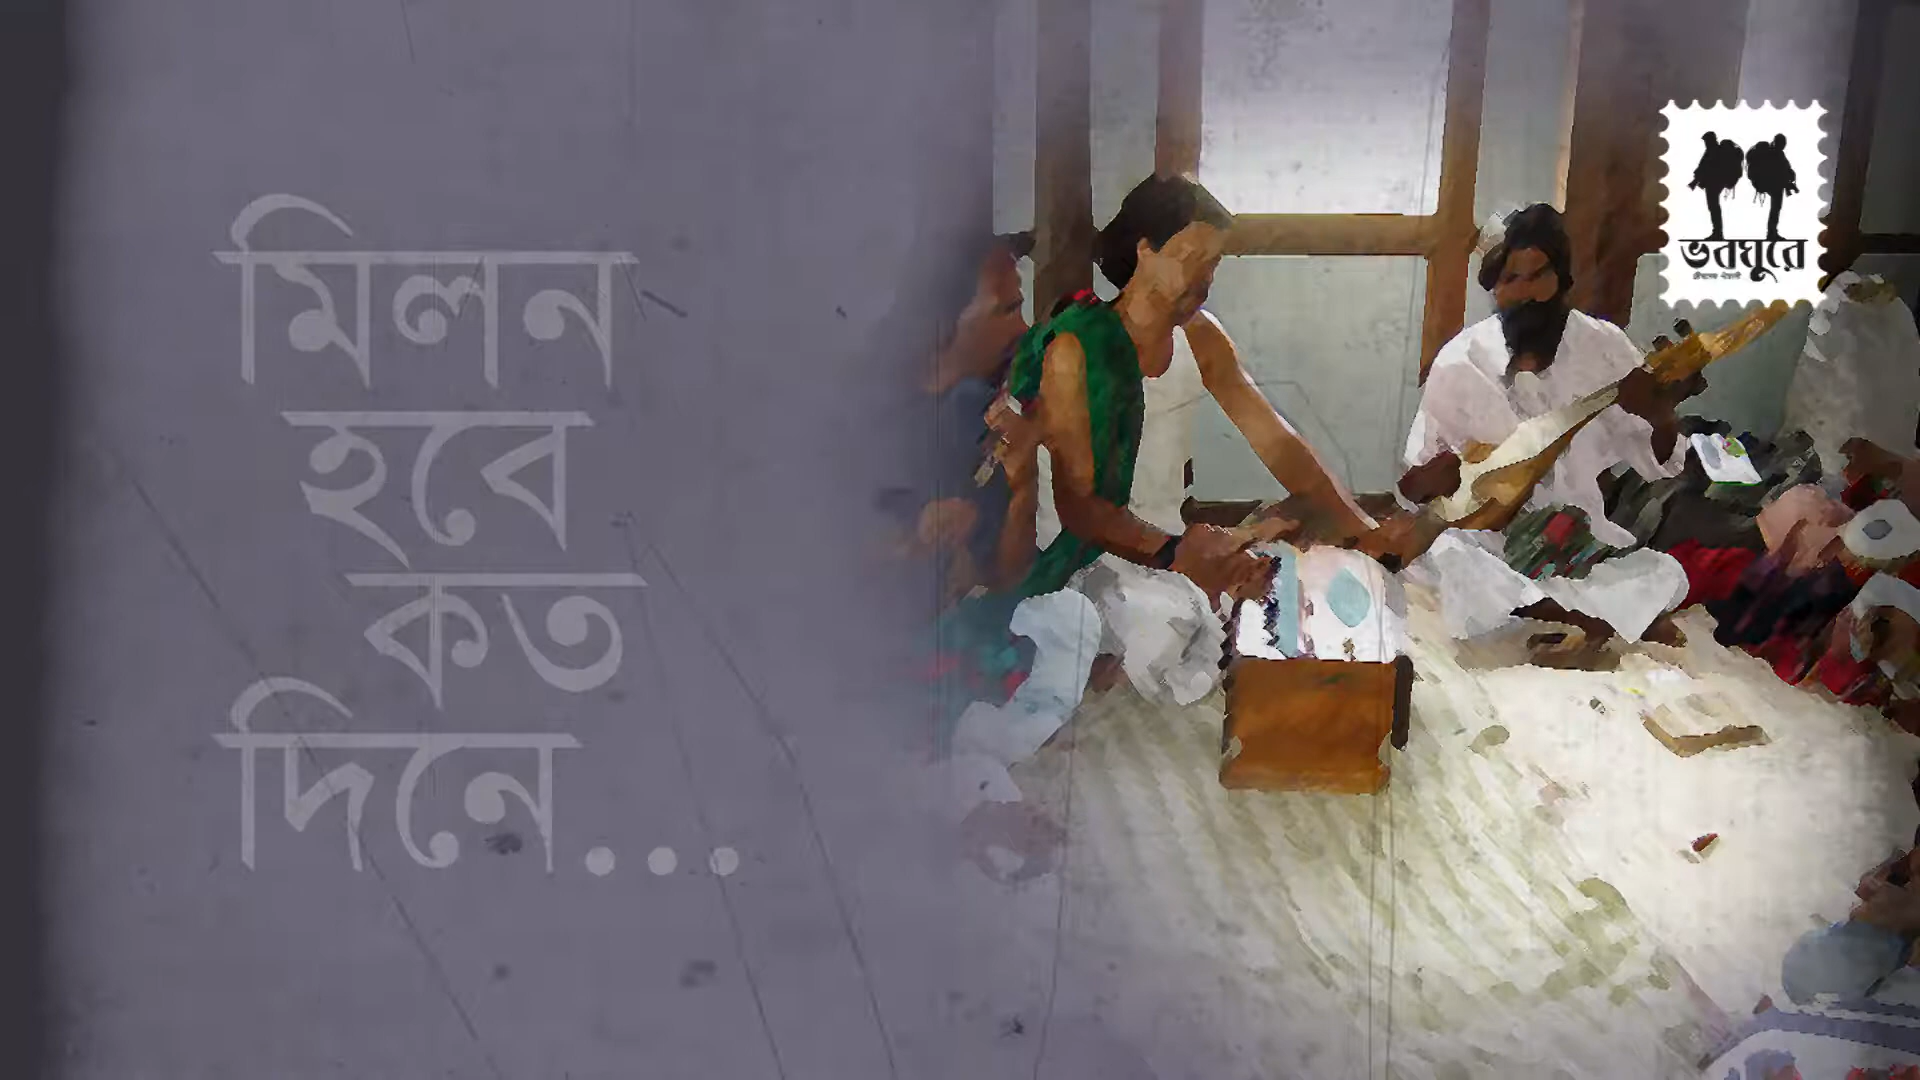 মিলন
হবে
কত
দিনে...
ভবঘুরে